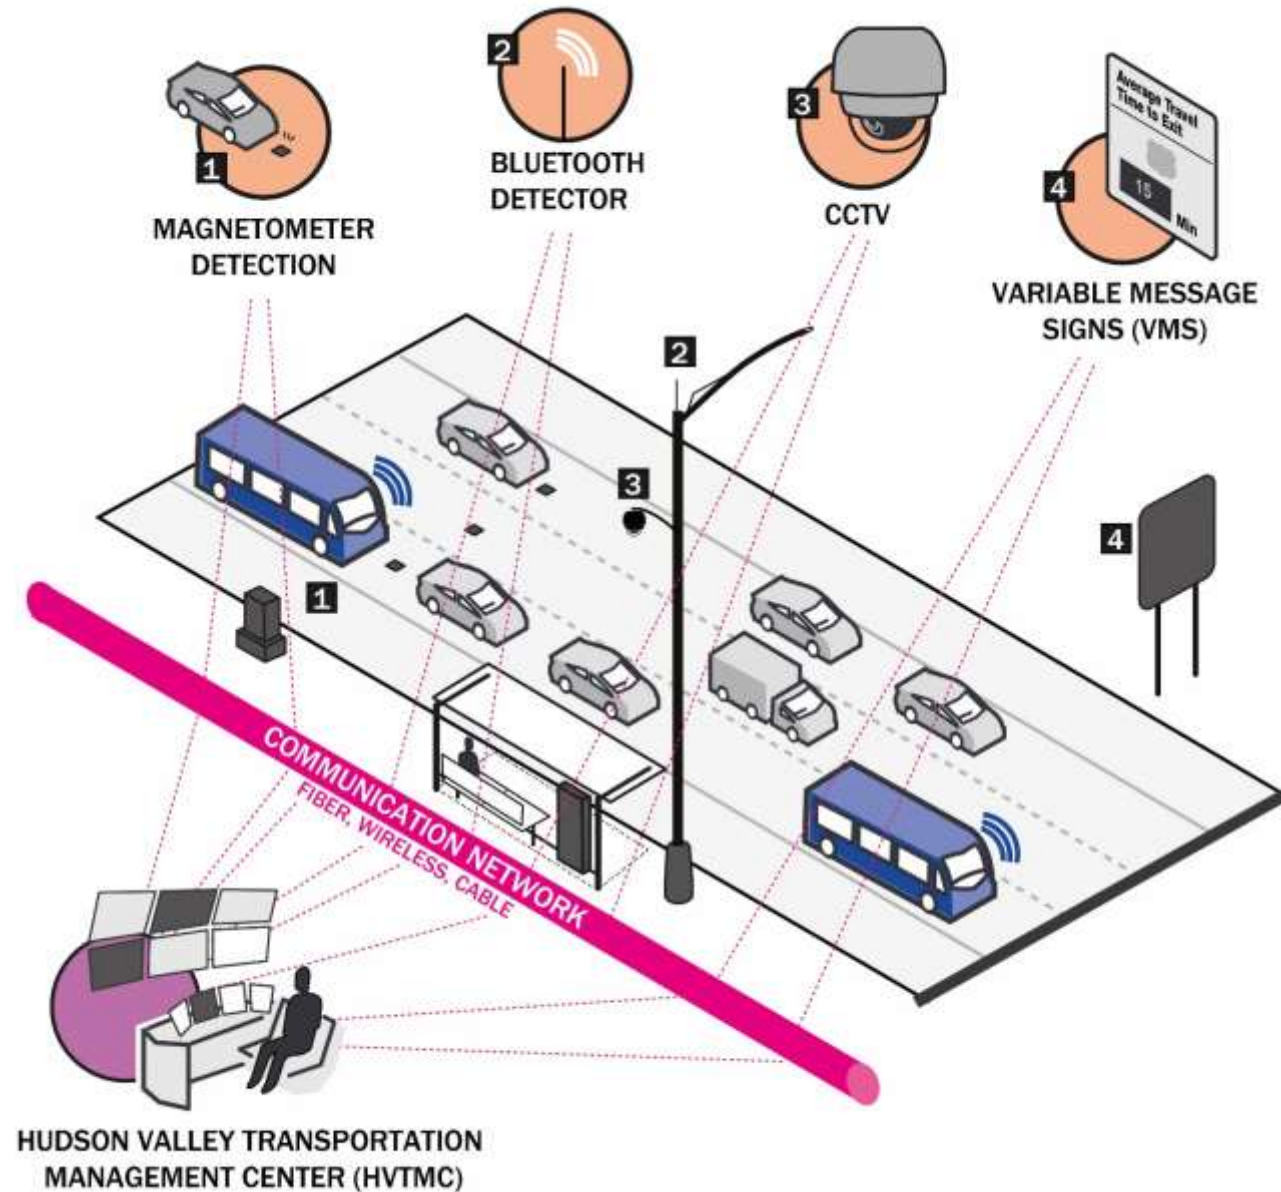 1
MAGNETOMETER
DETECTION
2
BLUETOOTH
DETECTOR
3
CCTV
4
Average Travel
Time to Exit
15
Min
VARIABLE MESSAGE
SIGNS (VMS)
2
3
4
1
COMMUNICATION NETWORK
FIBER, WIRELESS, CABLE
HUDSON VALLEY TRANSPORTATION
MANAGEMENT CENTER (HVTMC)